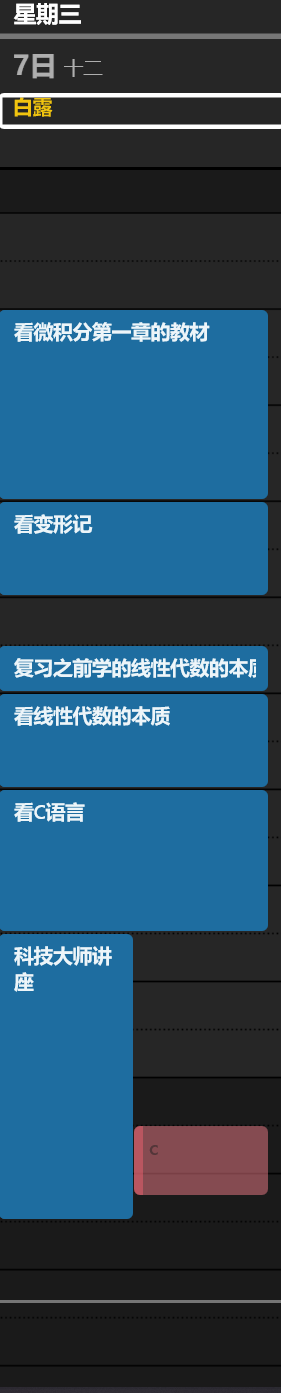 星期三
7日 十二
白露
看微积分第一章的教材
看变形记
复习之前学的线性代数的本
看线性代数的本质
看C语言
科技大师讲
座
C